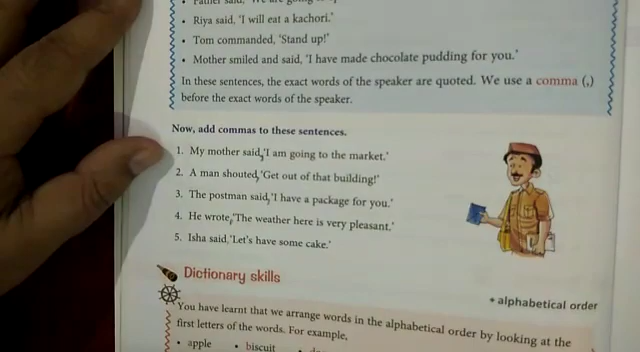 • Riya said, 'I will eat a kachori.'
• Tom commanded, 'Stand up!'
• Mother smiled and said, 'I have made chocolate pudding for you.'
In these sentences, the exact words of the speaker are quoted. We use a comma (,)
before the exact words of the speaker.
Now, add commas to these sentences.
1. My mother said, 'I am going to the market.'
2. A man shouted, 'Get out of that building!'
3. The postman said, 'I have a package for you.'
4. He wrote, 'The weather here is very pleasant.'
5. Isha said, 'Let's have some cake.'
Dictionary skills
• alphabetical order
You have learnt that we arrange words in the alphabetical order by looking at the
first letters of the words. For example,
• apple • biscuit